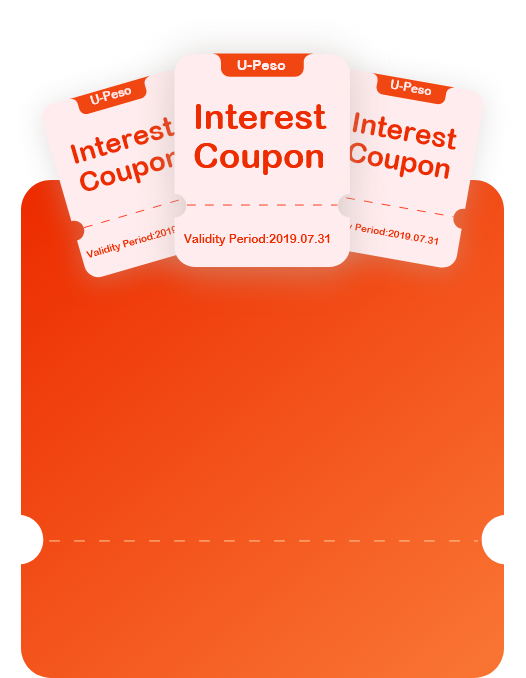 U-Peso
Interest
Coupon
Validity Period:2019
U-Peso
Interest
Coupon
Validity Period:2019.07.31
U-Peso
Interest
Coupon
Period:2019.07.31